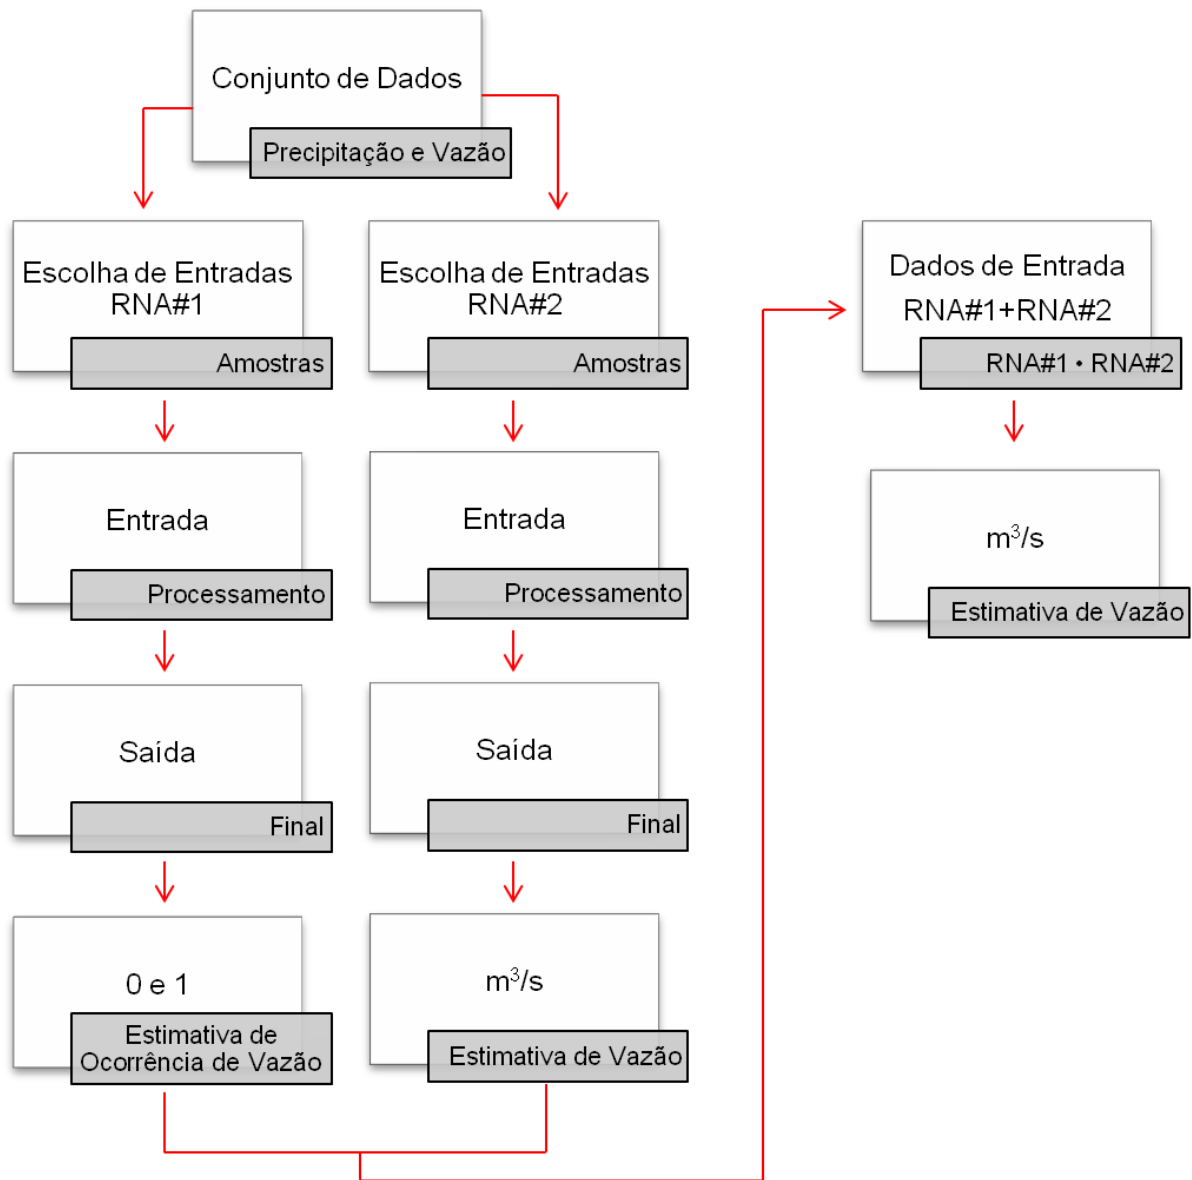 Conjunto de Dados
Precipitação e Vazão
Escolha de Entradas
RNA#1
Amostras
Entrada
Processamento
Saída
Final
0 e 1
Estimativa de
Ocorrência de Vazão
Escolha de Entradas
RNA#2
Amostras
Entrada
Processamento
Saída
Final
m³/s
Estimativa de Vazão
Dados de Entrada
RNA#1+RNA#2
RNA#1 • RNA#2
m³/s
Estimativa de Vazão